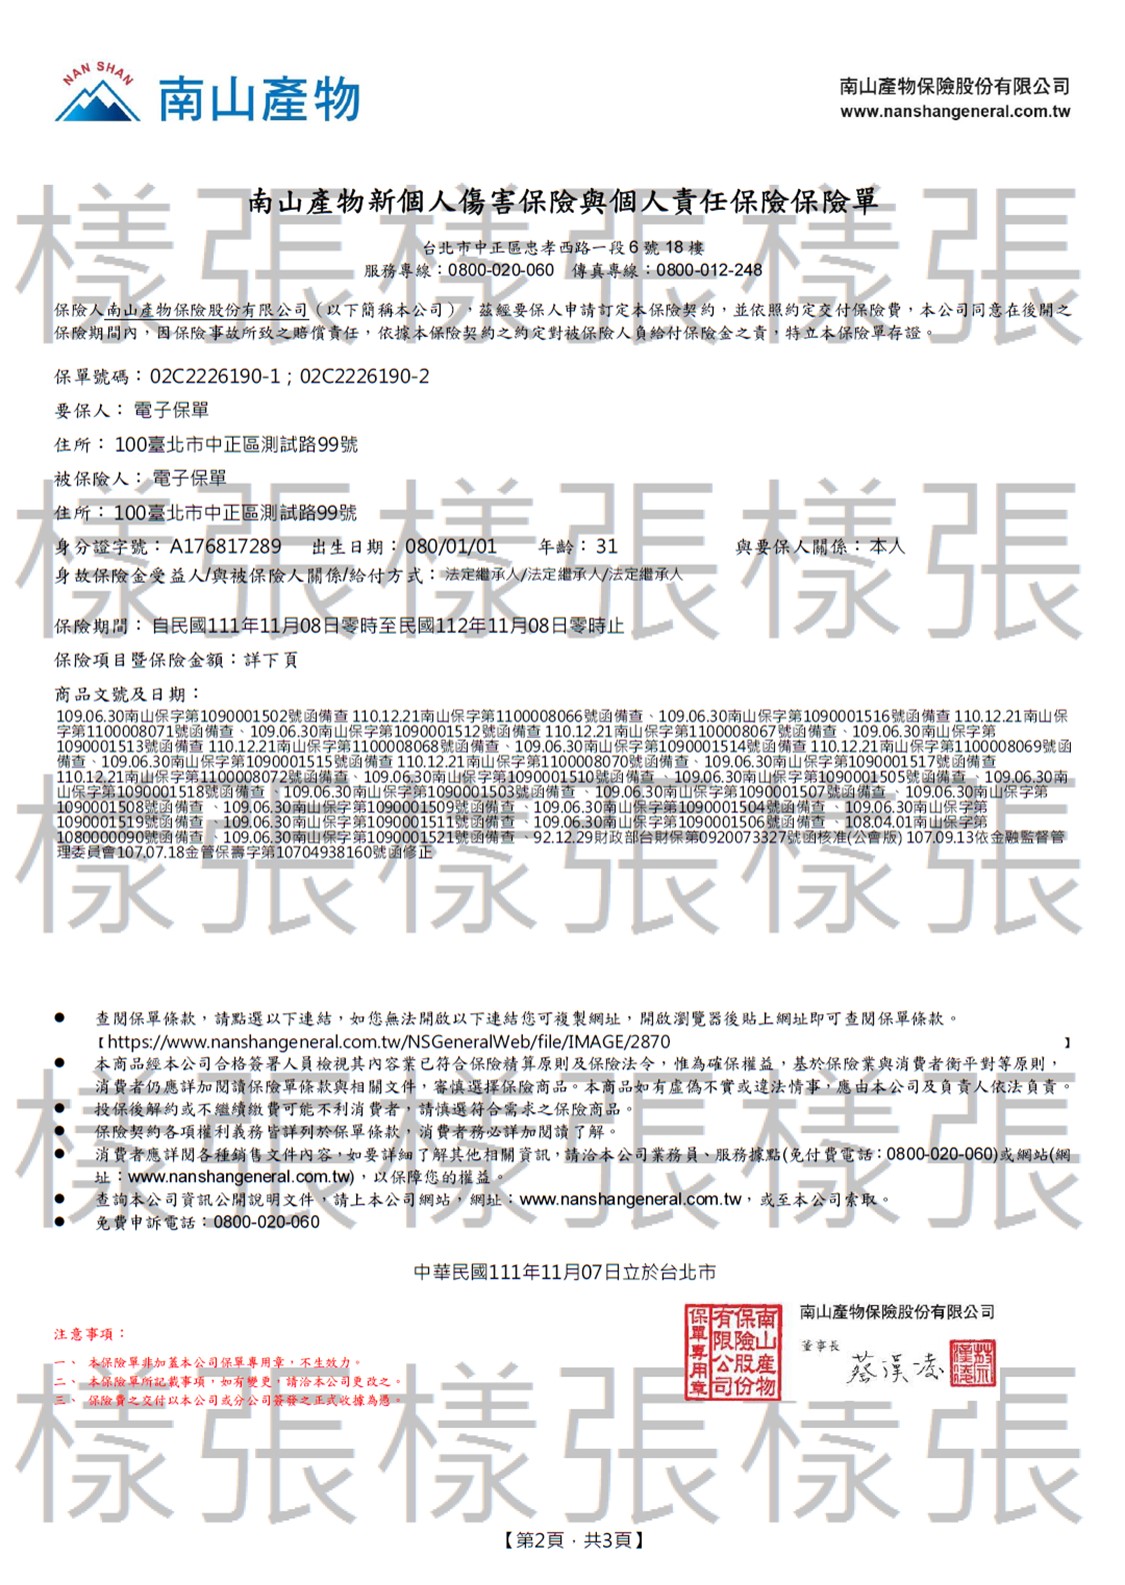 NAN SHAN
南山產物
南山產物保險股份有限公司
www.nanshangeneral.com.tw
南山產物新個人傷害保險與個人責任保險保險單
台北市中正區忠孝西路一段 6 號 18 樓
服務專線：0800-020-060　傳真專線：0800-012-248
保險人南山產物保險股份有限公司（以下簡稱本公司），茲經要保人申請訂定本保險契約，並依照約定交付保險費，本公司同意在後開之
保險期間內，因保險事故所致之賠償責任，依據本保險契約之約定對被保險人負給付保險金之責，特立本保險單存證。
保單號碼：02C2226190-1；02C2226190-2
要保人： 電子保單
住所： 100臺北市中正區測試路99號
被保險人： 電子保單
住所： 100臺北市中正區測試路99號
身分證字號：A176817289　出生日期：080/01/01　年齡：31　與要保人關係：本人
身故保險金受益人/與被保險人關係/給付方式：法定繼承人/法定繼承人/法定繼承人
保險期間： 自民國111年11月08日零時至民國112年11月08日零時止
保險項目暨保險金額：詳下頁
商品文號及日期：
109.06.30南山保字第1090001502號函備查 110.12.21南山保字第1100008066號函備查、109.06.30南山保字第1090001516號函備查 110.12.21南山保
字第1100008071號函備查、109.06.30南山保字第1090001512號函備查 110.12.21南山保字第1100008067號函備查、109.06.30南山保字第
1090001513號函備查 110.12.21南山保字第1100008068號函備查、109.06.30南山保字第1090001514號函備查 110.12.21南山保字第1100008069號函
備查、109.06.30南山保字第1090001515號函備查 110.12.21南山保字第1100008070號函備查、109.06.30南山保字第1090001517號函備查
110.12.21南山保字第1100008072號函備查、109.06.30南山保字第1090001510號函備查 、109.06.30南山保字第1090001505號函備查 、109.06.30南
山保字第1090001518號函備查 、109.06.30南山保字第1090001503號函備查 、109.06.30南山保字第1090001507號函備查 、109.06.30南山保字第
1090001508號函備查 、109.06.30南山保字第1090001509號函備查 、109.06.30南山保字第1090001504號函備查 、109.06.30南山保字第
1090001519號函備查 、109.06.30南山保字第1090001511號函備查 、109.06.30南山保字第1090001506號函備查 、108.04.01南山保字第
1080000090號函備查 、109.06.30南山保字第1090001521號函備查 、92.12.29財政部台財保第0920073327號函核准(公會版) 107.09.13依金融監督管
理委員會107.07.18金管保壽字第10704938160號函修正
● 查閱保單條款，請點選以下連結，如您無法開啟以下連結您可複製網址，開啟瀏覽器後貼上網址即可查閱保單條款。
【https://www.nanshangeneral.com.tw/NSGeneralWeb/file/IMAGE/2870 】
● 本商品經本公司合格簽署人員檢視其內容業已符合保險精算原則及保險法令，惟為確保權益，基於保險業與消費者衡平對等原則，
消費者仍應詳加閱讀保險單條款與相關文件，審慎選擇保險商品。本商品如有虛偽不實或違法情事，應由本公司及負責人依法負責。
● 投保後解約或不繼續繳費可能不利消費者，請慎選符合需求之保險商品。
● 保險契約各項權利義務皆詳列於保單條款，消費者務必詳加閱讀了解。
● 消費者應詳閱各種銷售文件內容，如要詳細了解其他相關資訊，請洽本公司業務員、服務據點(免付費電話：0800-020-060)或網站(網
址：www.nanshangeneral.com.tw)，以保障您的權益。
● 查詢本公司資訊公開說明文件，請上本公司網站，網址：www.nanshangeneral.com.tw，或至本公司索取。
● 免費申訴電話：0800-020-060
中華民國111年11月07日立於台北市
南山產物保險股份有限公司
董事長 蔡漢凌
南山產物保險股份有限公司保單專用章
注意事項：
一、 本保險單非加蓋本公司保單專用章，不生效力。
二、 本保險單所記載事項，如有變更，請洽本公司更改之。
三、 保險費之交付以本公司或分公司簽發之正式收據為憑。
【第2頁，共3頁】
樣張樣張樣張
樣張樣張樣張
樣張樣張樣張
樣張樣張樣張
樣張樣張樣張